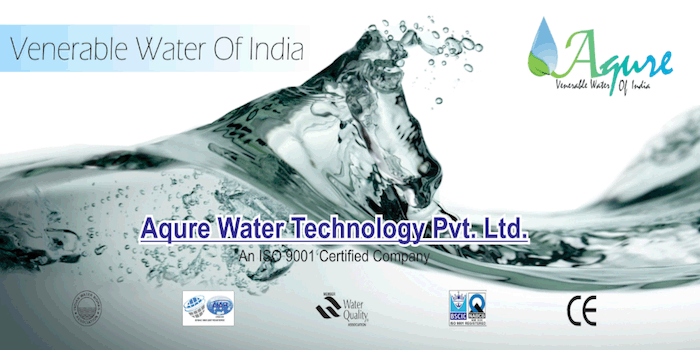 Venerable Water Of India
Aqure
Venerable Water Of India
Aqure Water Technology Pvt. Ltd.
An ISO 9001 Certified Company
Water
Quality
BSCIC
CE